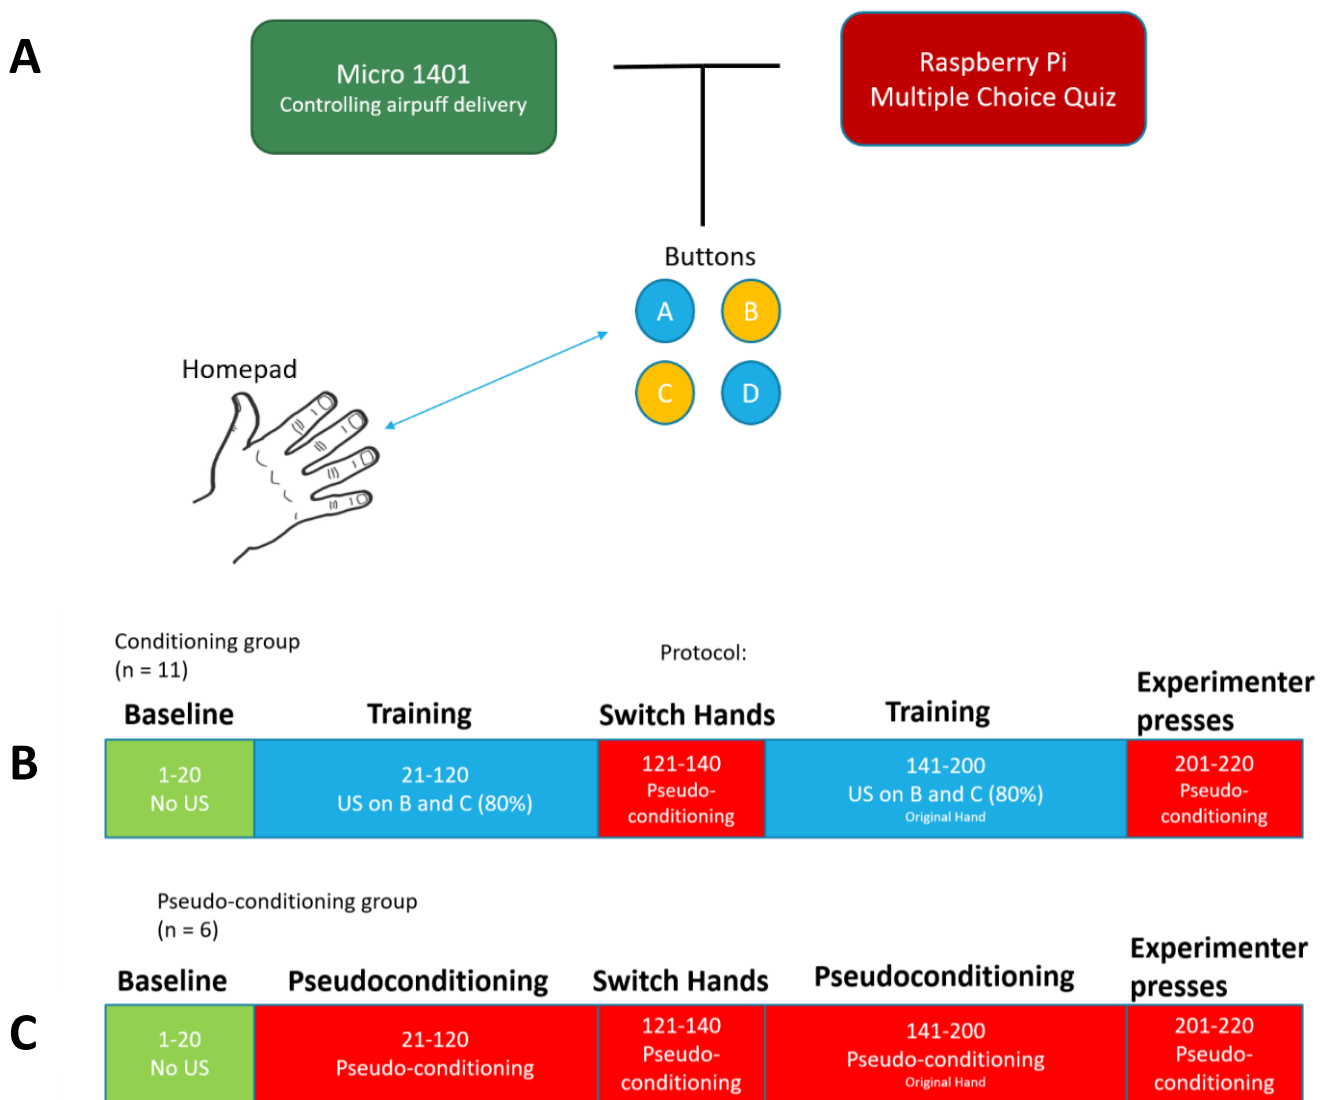 A
Micro 1401
Controlling airpuff delivery
Raspberry Pi
Multiple Choice Quiz
Buttons
A
B
C
D
Homepad
Conditioning group
(n = 11)
Protocol:
Baseline
Training
Switch Hands
Training
Experimenter
presses
B
1-20
No US
21-120
US on B and C (80%)
121-140
Pseudo-
conditioning
141-200
US on B and C (80%)
Original Hand
201-220
Pseudo-
conditioning
Pseudo-conditioning group
(n = 6)
Baseline
Pseudoconditioning
Switch Hands
Pseudoconditioning
Experimenter
presses
C
1-20
No US
21-120
Pseudo-conditioning
121-140
Pseudo-
conditioning
141-200
Pseudo-conditioning
Original Hand
201-220
Pseudo-
conditioning